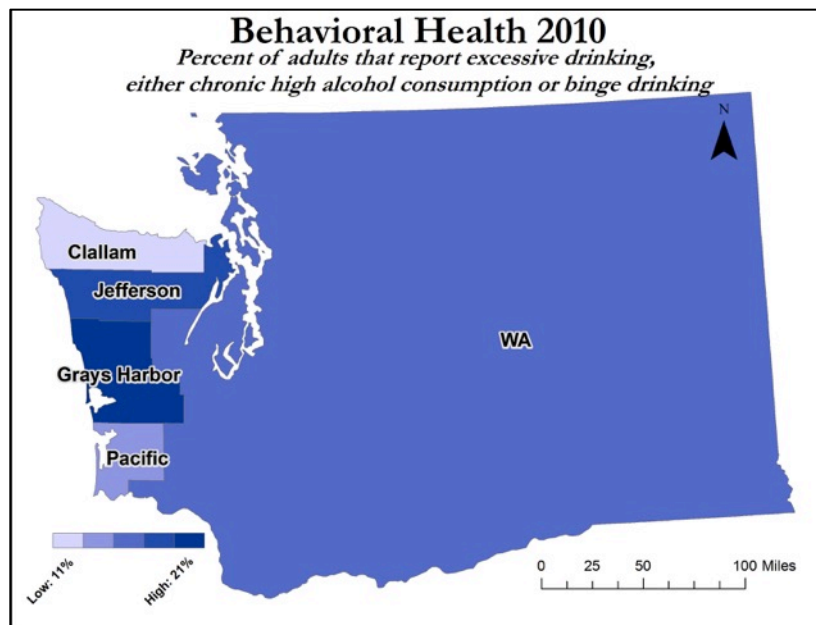 Behavioral Health 2010
Percent of adults that report excessive drinking,
either chronic high alcohol consumption or binge drinking
N
Clallam
Jefferson
WA
Grays Harbor
Pacific
Low: 11%
High: 21%
0 25 50 100 Miles